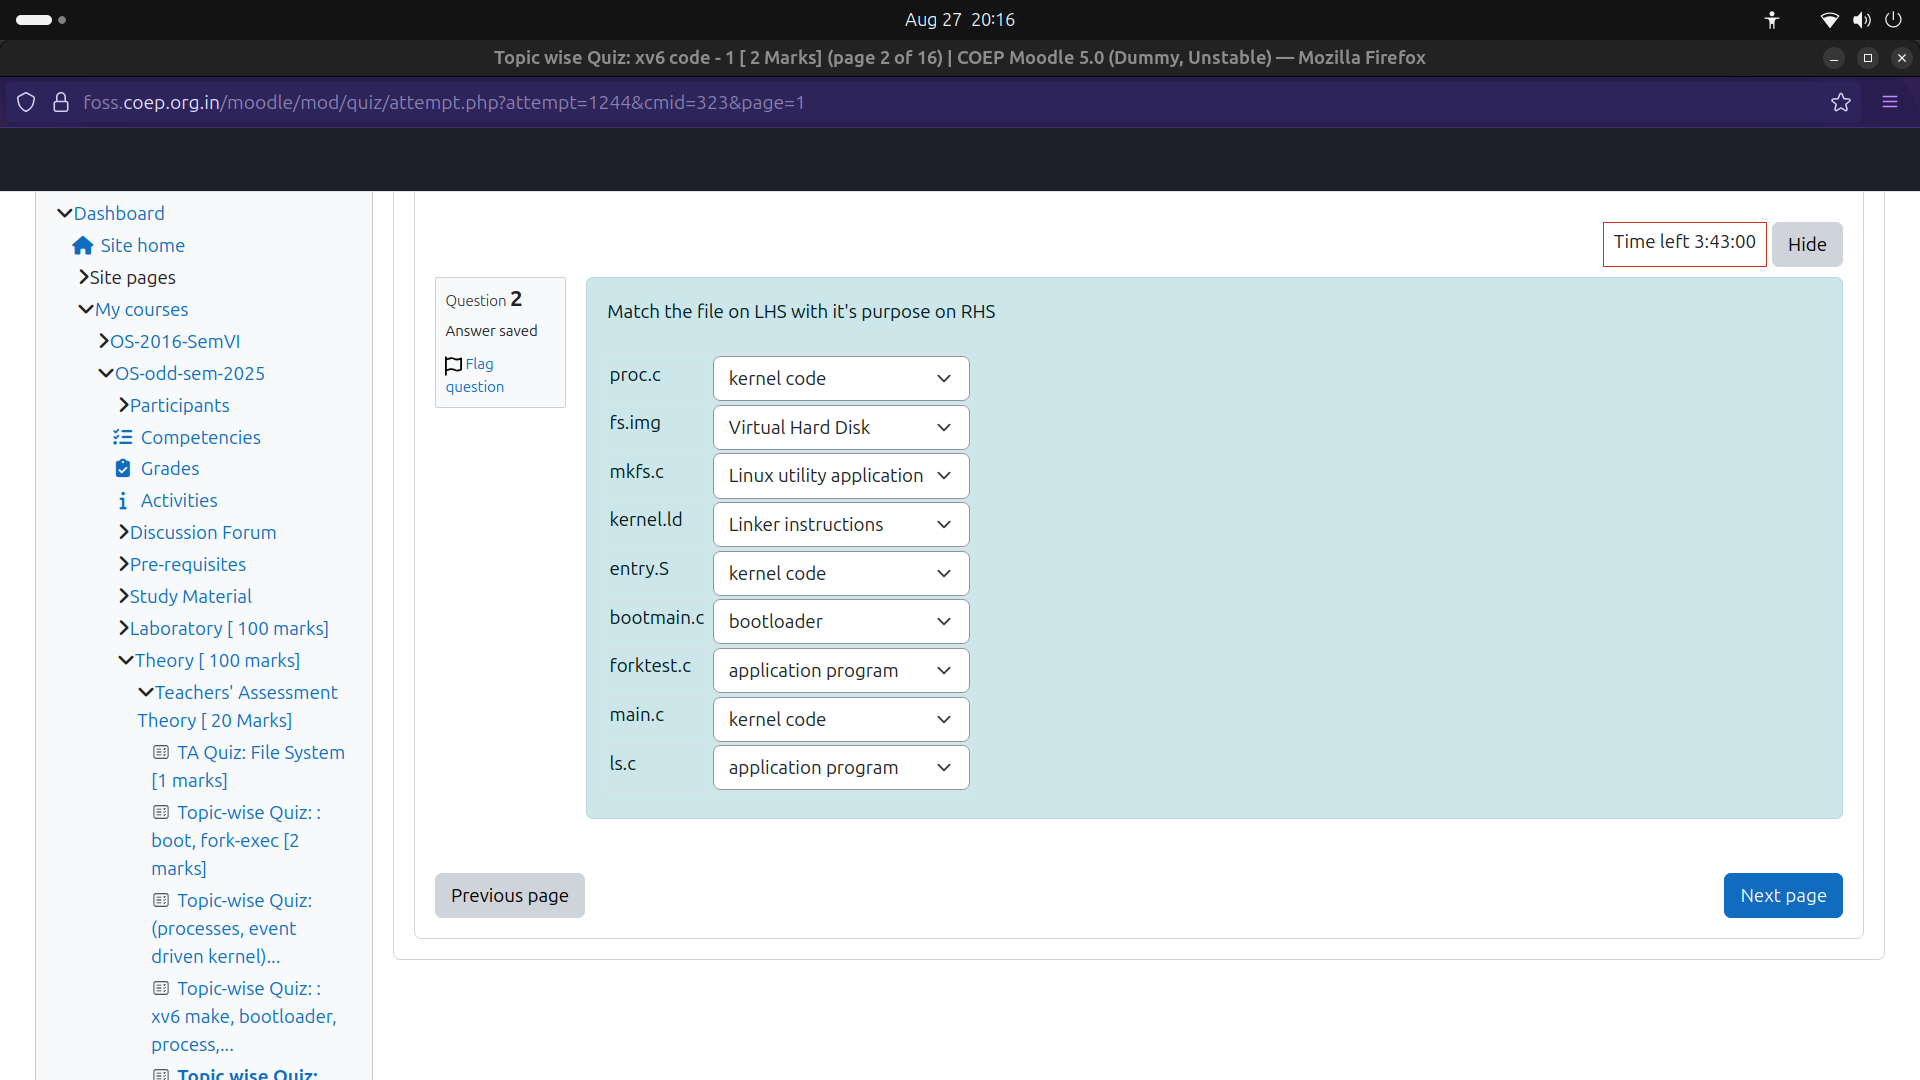 Aug 27 20:16
Topic wise Quiz: xv6 code - 1 [ 2 Marks] (page 2 of 16) | COEP Moodle 5.0 (Dummy, Unstable) — Mozilla Firefox
foss.coep.org.in/moodle/mod/quiz/attempt.php?attempt=1244&cmid=323&page=1
Dashboard
Site home
Site pages
My courses
OS-2016-SemVI
OS-odd-sem-2025
Participants
Competencies
Grades
Activities
Discussion Forum
Pre-requisites
Study Material
Laboratory [ 100 marks]
Theory [ 100 marks]
Teachers' Assessment
Theory [ 20 Marks]
TA Quiz: File System
[1 marks]
Topic-wise Quiz: :
boot, fork-exec [2
marks]
Topic-wise Quiz:
(processes, event
driven kernel)...
Topic-wise Quiz: :
xv6 make, bootloader,
process,...
Topic wise Quiz:
Time left 3:43:00
Hide
Question 2
Answer saved
Flag
question
Match the file on LHS with it's purpose on RHS
proc.c kernel code
fs.img Virtual Hard Disk
mkfs.c Linux utility application
kernel.ld Linker instructions
entry.S kernel code
bootmain.c bootloader
forktest.c application program
main.c kernel code
ls.c application program
Previous page
Next page